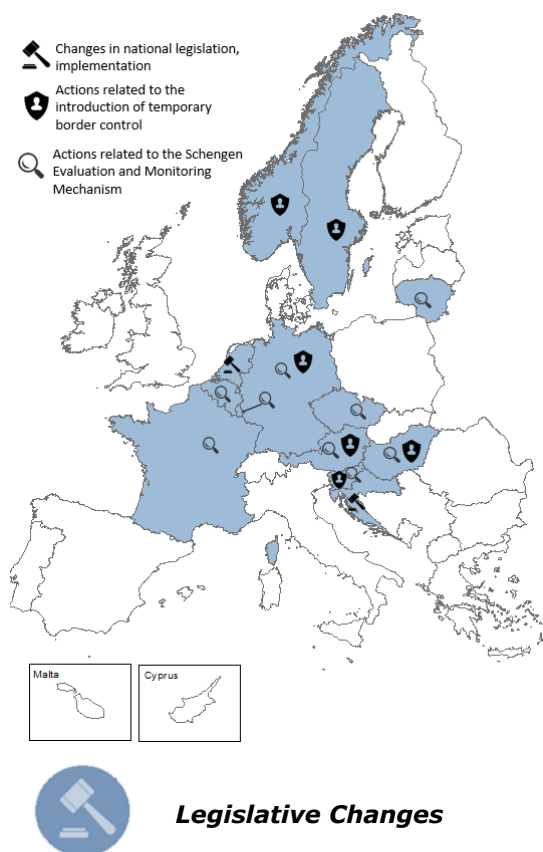 Changes in national legislation,
implementation
Actions related to the
introduction of temporary
border control
Actions related to the Schengen
Evaluation and Monitoring
Mechanism
Malta
Cyprus
Legislative Changes